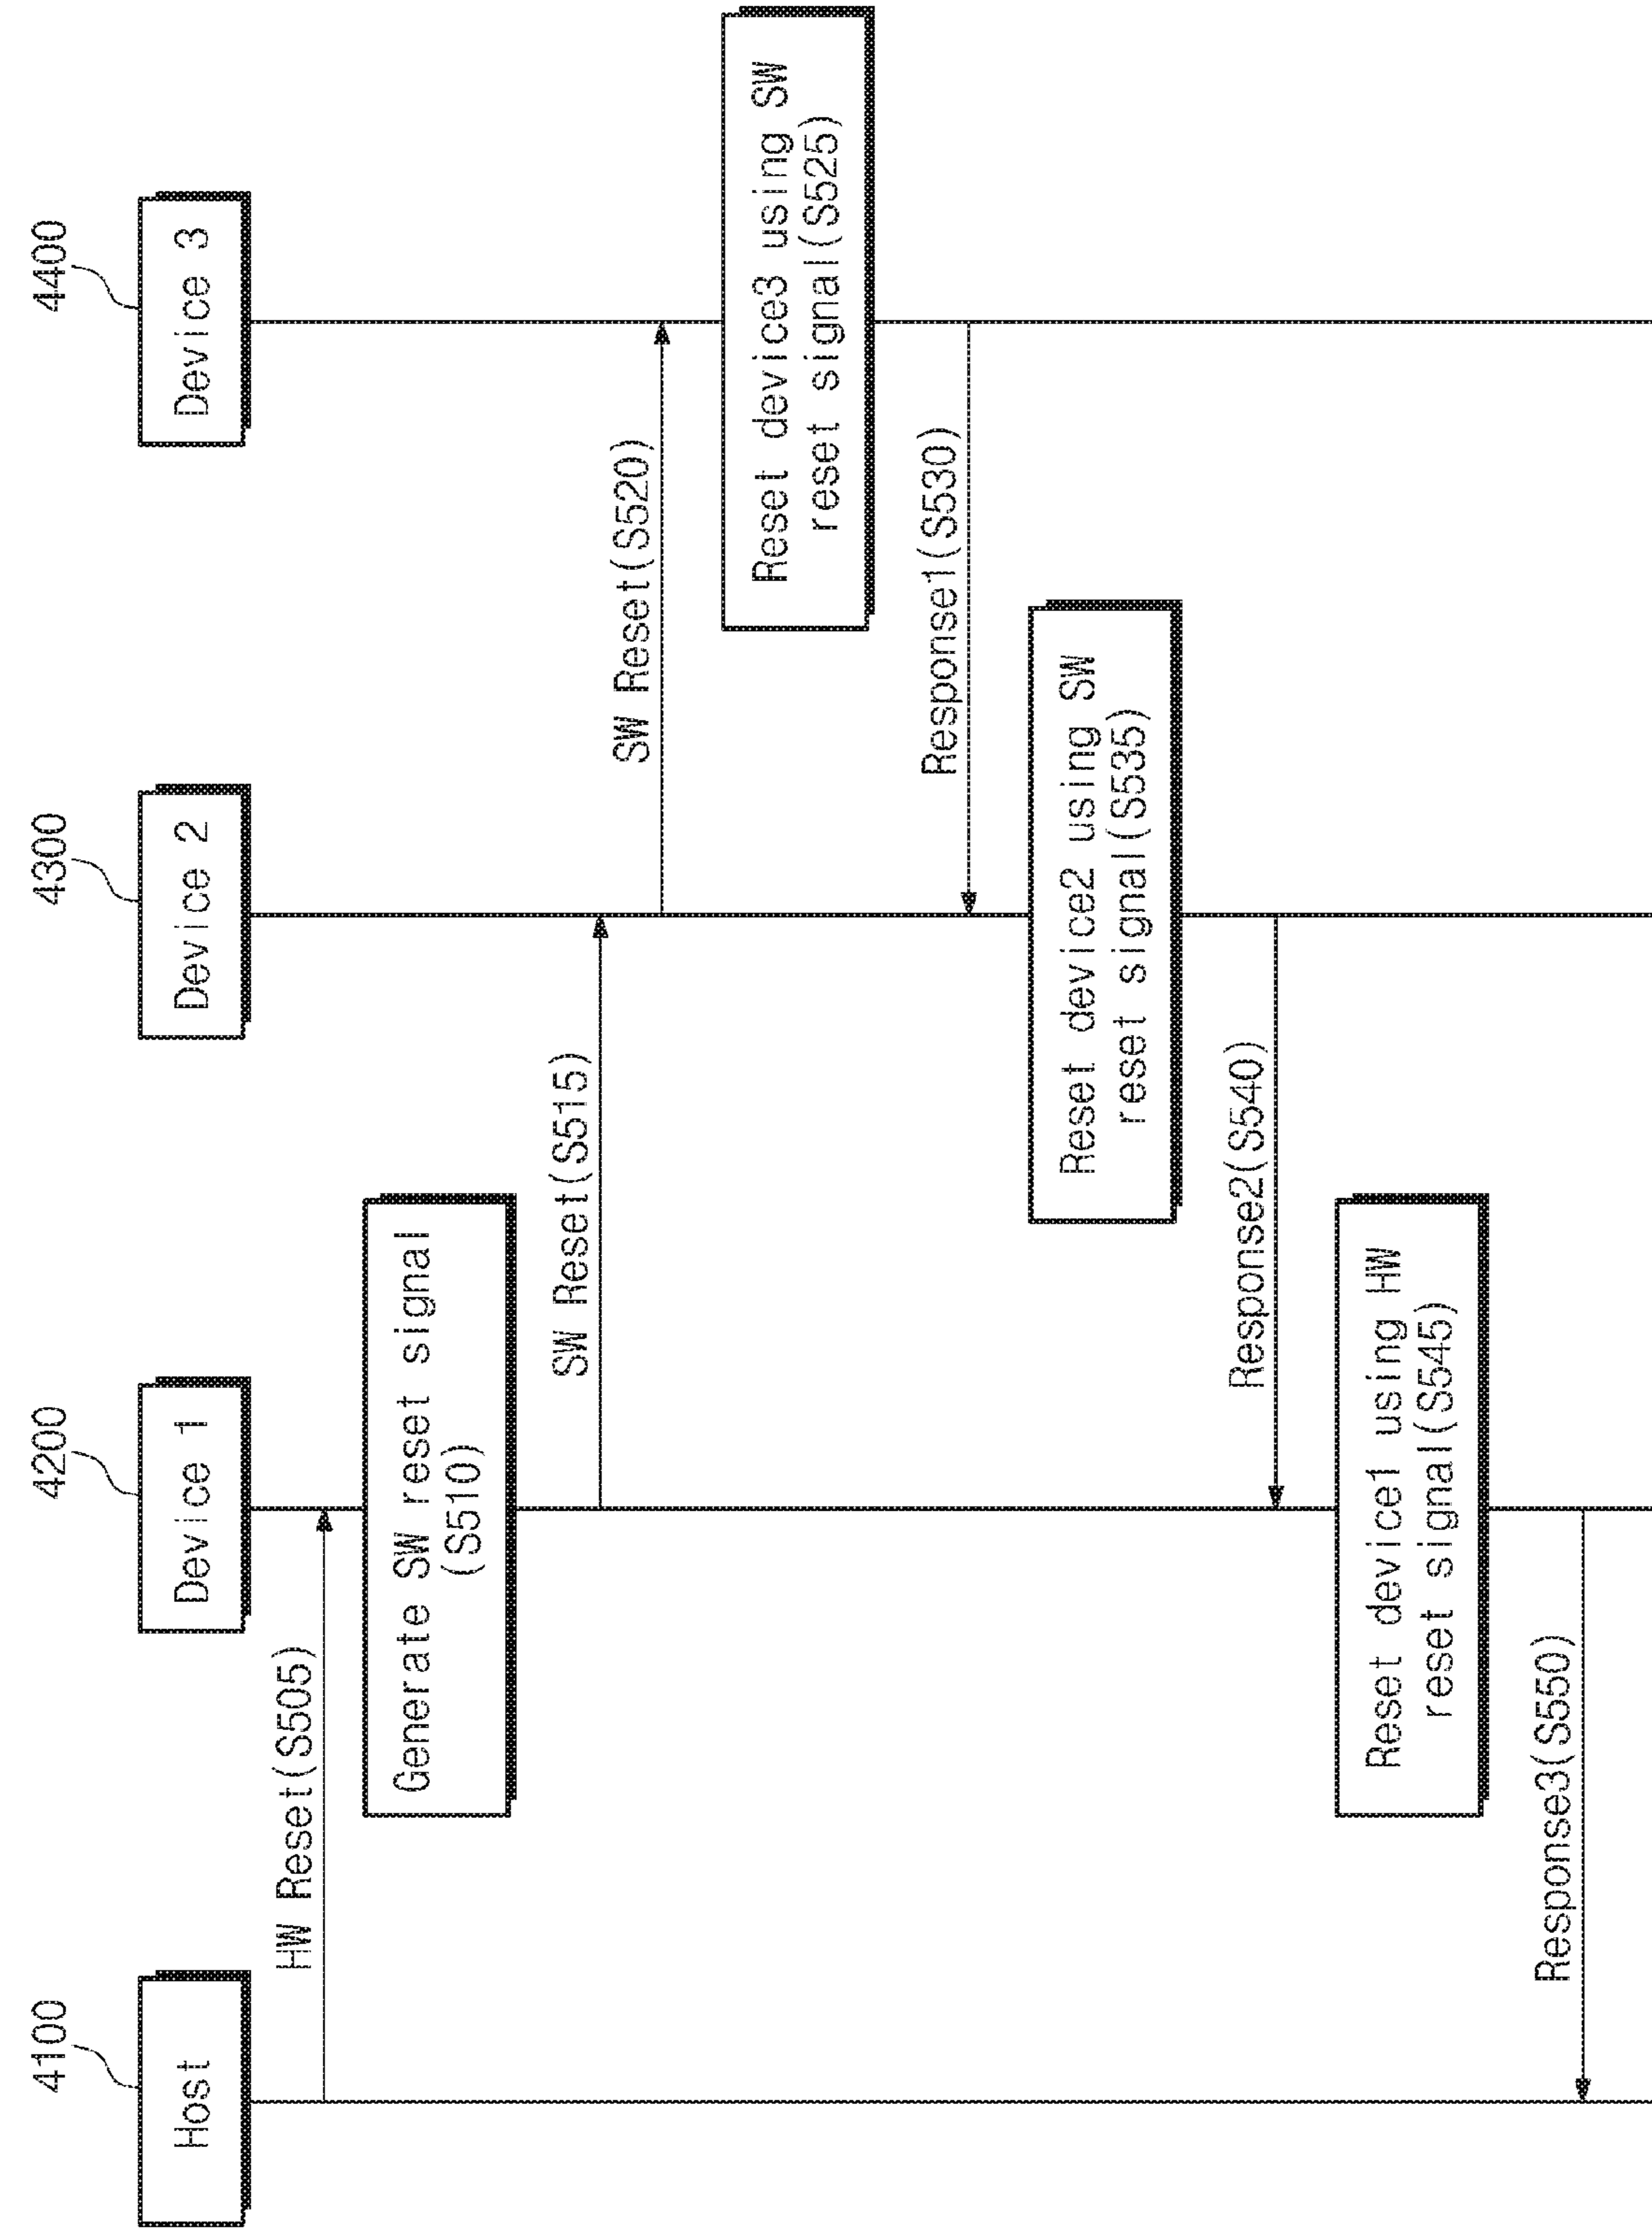 4100
4200
4300
4400
Host
Device 1
Device 2
Device 3
HW Reset(S505)
Generate SW reset signal
(S510)
SW Reset(S515)
SW Reset(S520)
Reset device3 using SW
reset signal(S525)
Response1(S530)
Reset device2 using SW
reset signal(S535)
Response2(S540)
Reset device1 using HW
reset signal(S545)
Response3(S550)